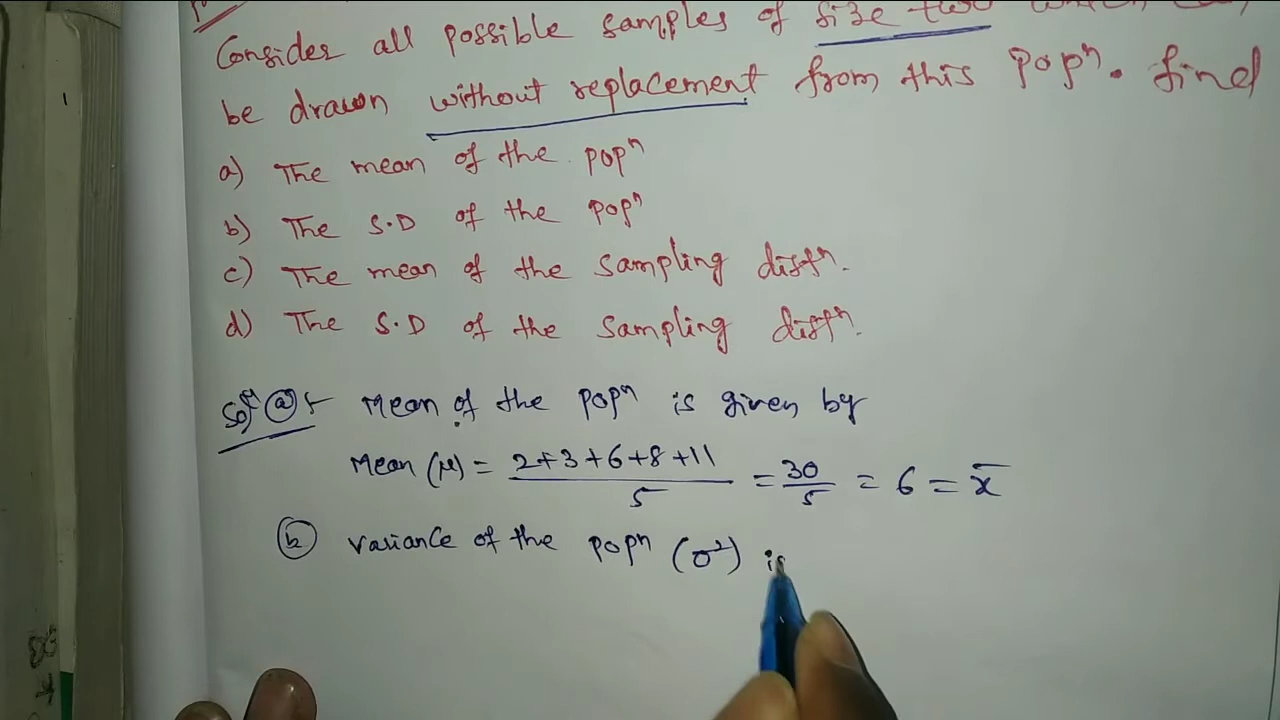 Consider all possible samples of size two which can
be drawn without replacement from this popⁿ. find
a) The mean of the popⁿ
b) The S.D of the popⁿ
c) The mean of the sampling distⁿ.
d) The S.D of the sampling distⁿ.
Solⁿ ⓐ :- Mean of the popⁿ is given by
Mean (μ) = (2+3+6+8+11)/5 = 30/5 = 6 = x̄
ⓑ variance of the popⁿ (σ²) is